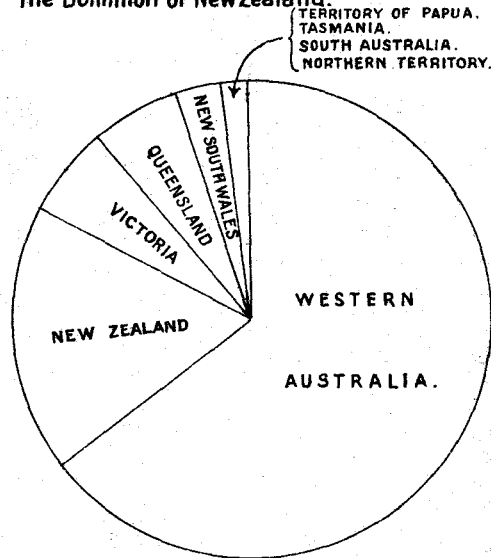 The Dominion of New Zealand.
TERRITORY OF PAPUA.
TASMANIA.
SOUTH AUSTRALIA.
NORTHERN TERRITORY.
NEW SOUTH WALES
QUEENSLAND
VICTORIA
NEW ZEALAND
WESTERN
AUSTRALIA.